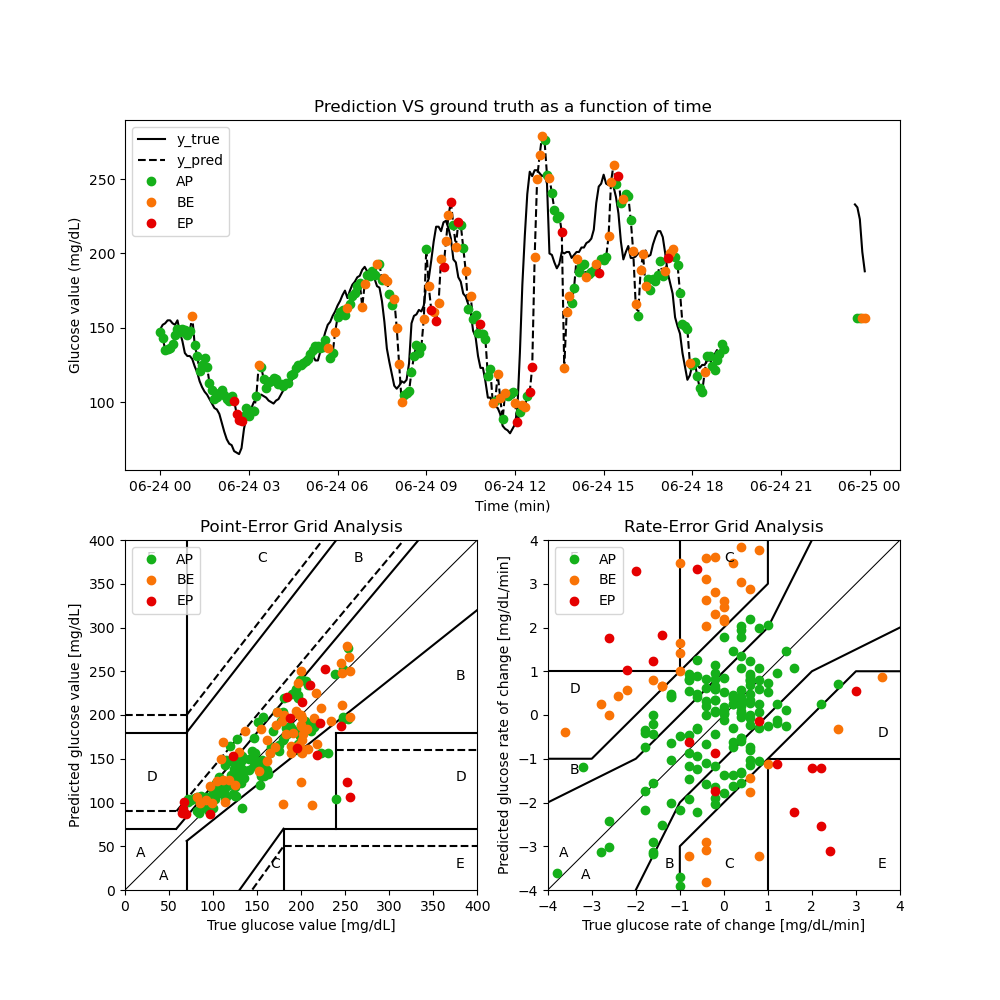 Prediction VS ground truth as a function of time
Glucose value (mg/dL)
250
200
150
100
y_true
y_pred
AP
BE
EP
06-24 00 06-24 03 06-24 06 06-24 09 06-24 12 06-24 15 06-24 18 06-24 21 06-25 00
Time (min)
Point-Error Grid Analysis
Predicted glucose value [mg/dL]
400
350
300
250
200
150
100
50
0
AP
BE
EP
C
B
B
D
D
A
A
C
E
0 50 100 150 200 250 300 350 400
True glucose value [mg/dL]
Rate-Error Grid Analysis
Predicted glucose rate of change [mg/dL/min]
4
3
2
1
0
−1
−2
−3
−4
AP
BE
EP
C
D
D
B
A
A
B
C
E
−4 −3 −2 −1 0 1 2 3 4
True glucose rate of change [mg/dL/min]